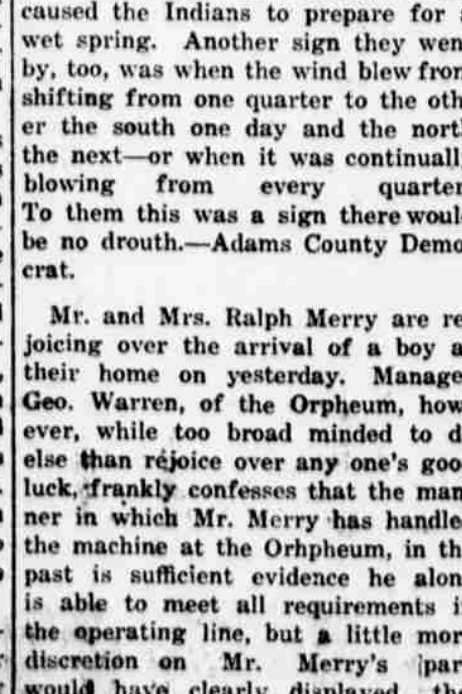 caused the Indians to prepare for
wet spring. Another sign they wen
by, too, was when the wind blew fron
shifting from one quarter to the oth
er the south one day and the nort
the next—or when it was continuall
blowing from every quarter
To them this was a sign there woul
be no drouth.—Adams County Demo
crat.
Mr. and Mrs. Ralph Merry are re
joicing over the arrival of a boy a
their home on yesterday. Manage
Geo. Warren, of the Orpheum, how
ever, while too broad minded to d
else than rejoice over any one's goo
luck, frankly confesses that the man
ner in which Mr. Merry has handle
the machine at the Orhpheum, in th
past is sufficient evidence he alon
is able to meet all requirements i
the operating line, but a little mor
discretion on Mr. Merry's par
would have clearly displayed the